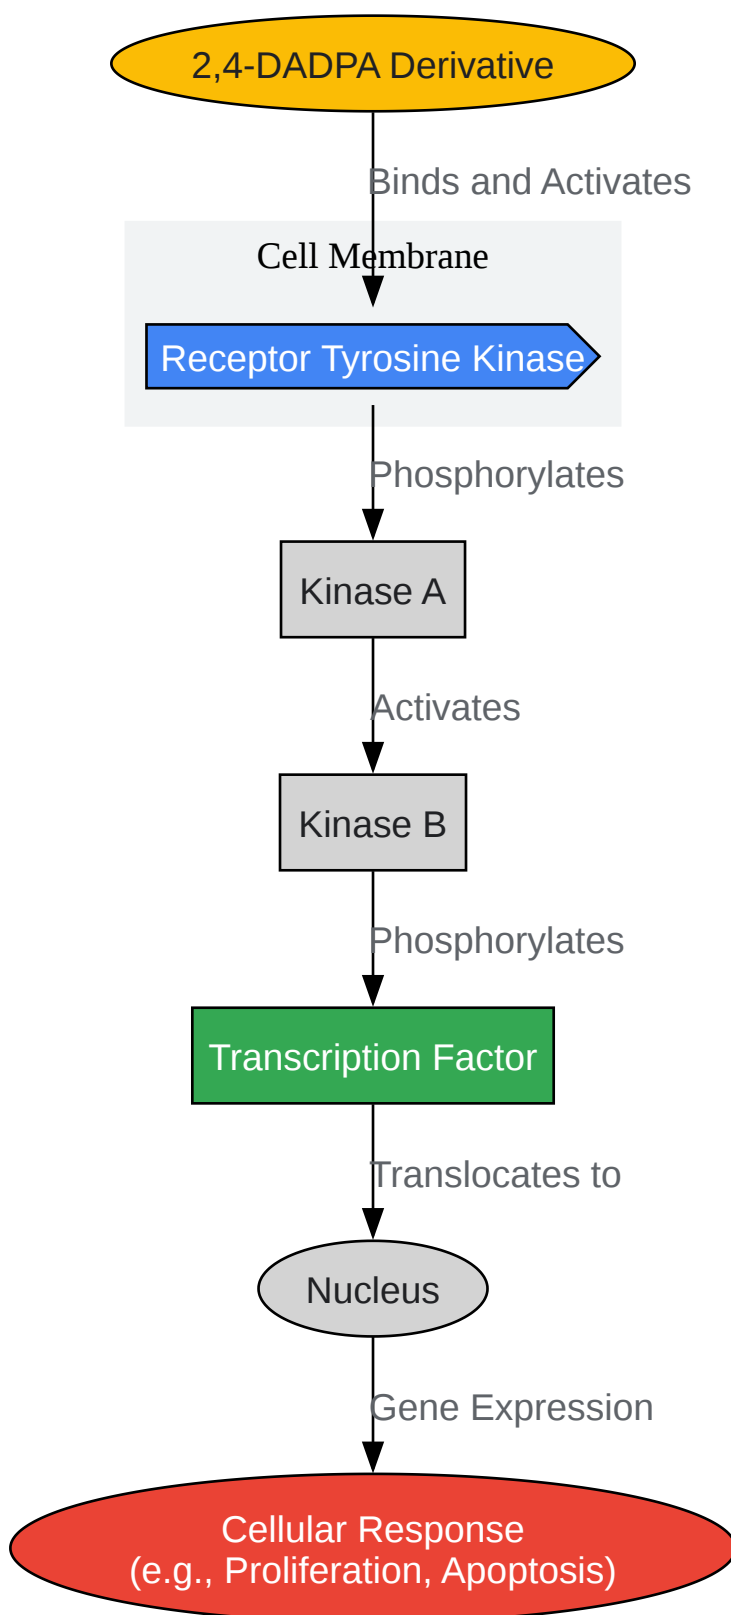 2,4-DADPA Derivative
Binds and Activates
Cell Membrane
Receptor Tyrosine Kinase
Phosphorylates
Kinase A
Activates
Kinase B
Phosphorylates
Transcription Factor
Translocates to
Nucleus
Gene Expression
Cellular Response
(e.g., Proliferation, Apoptosis)